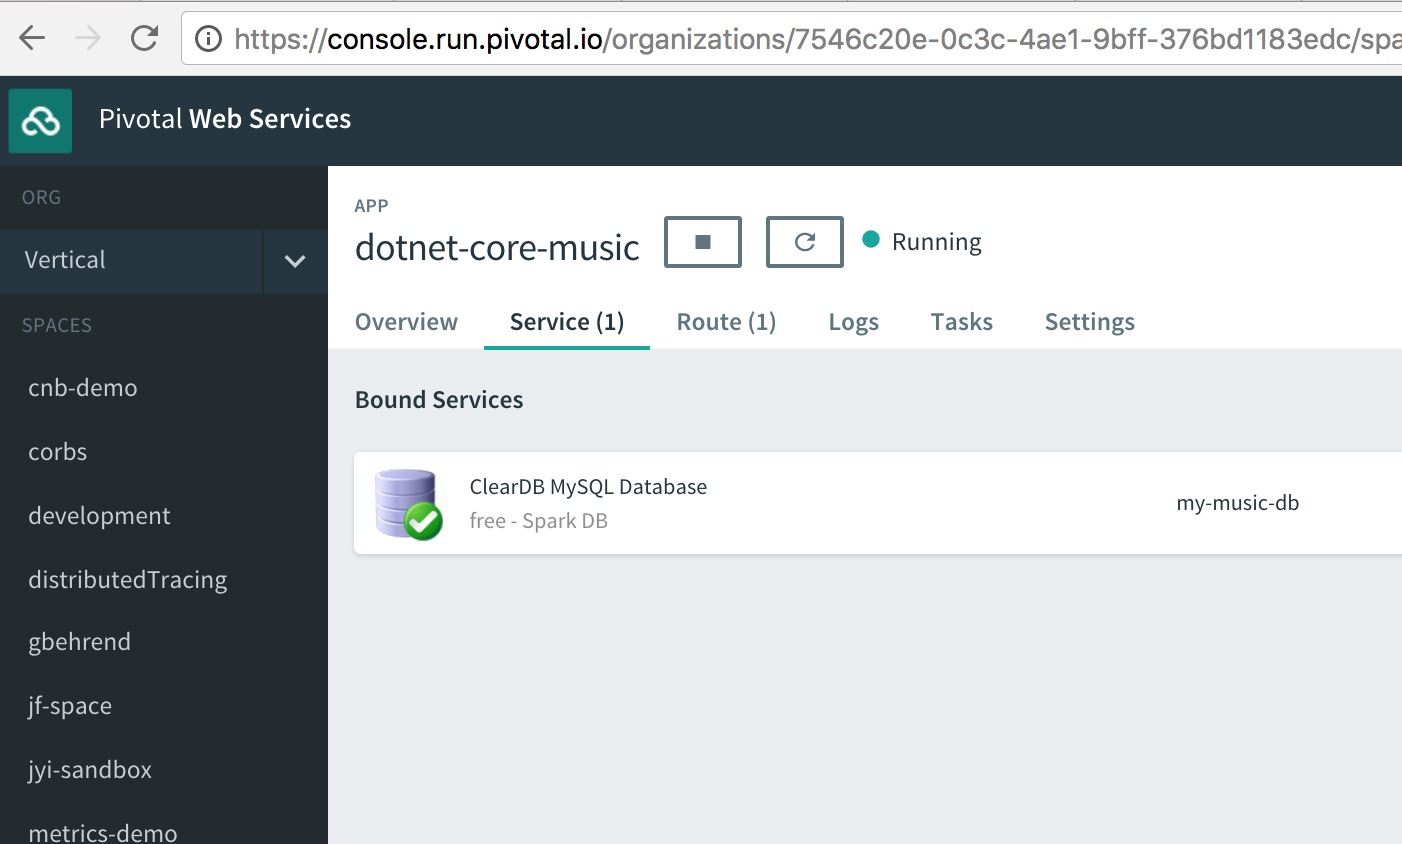 https://console.run.pivotal.io/organizations/7546c20e-0c3c-4ae1-9bff-376bd1183edc/spa
Pivotal Web Services
ORG
Vertical
SPACES
cnb-demo
corbs
development
distributedTracing
gbehrend
jf-space
jyi-sandbox
metrics-demo
APP
dotnet-core-music
Running
Overview Service (1) Route (1) Logs Tasks Settings
Bound Services
ClearDB MySQL Database
free - Spark DB
my-music-db